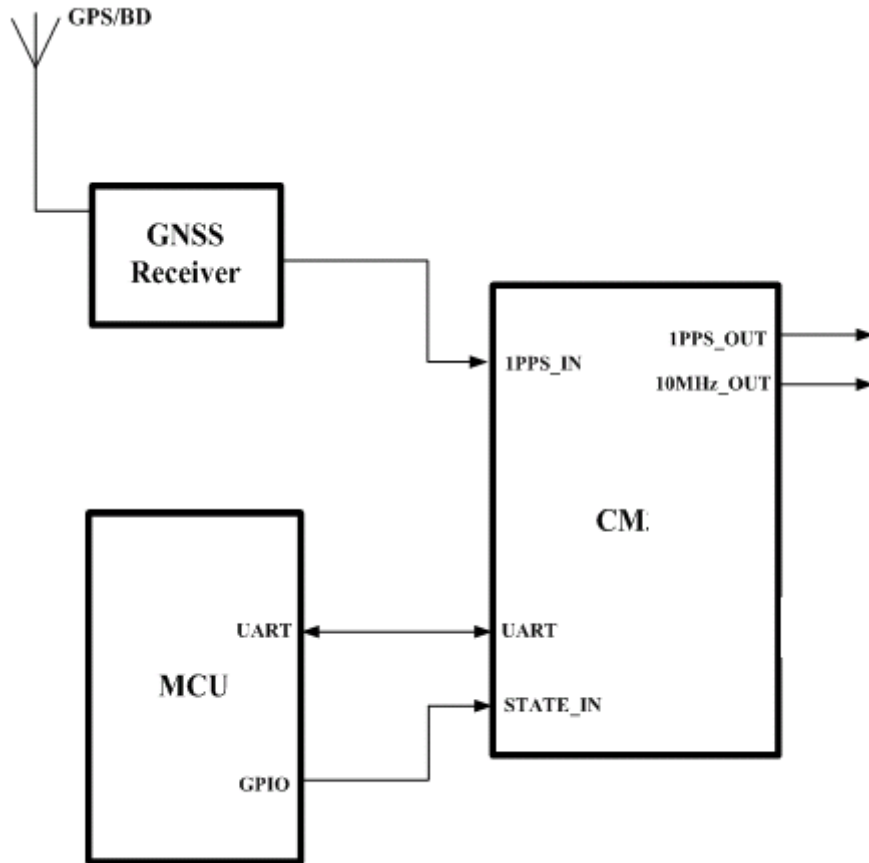 GPS/BD
GNSS
Receiver
1PPS_IN
1PPS_OUT
10MHz_OUT
UART
UART
MCU
STATE_IN
GPIO